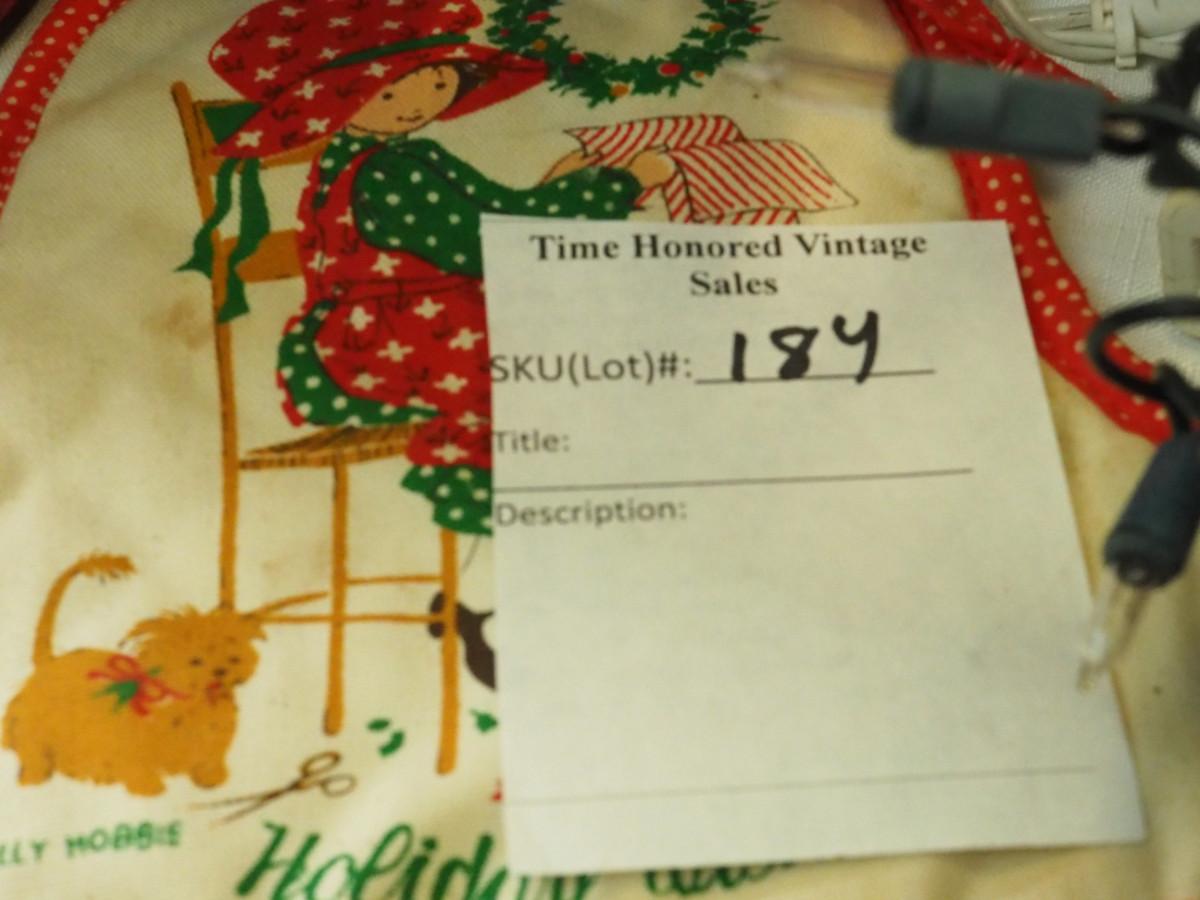 Time Honored Vintage
Sales
SKU(Lot)#: 184
Title:
Description:
LLY HOBBIE
Holiday